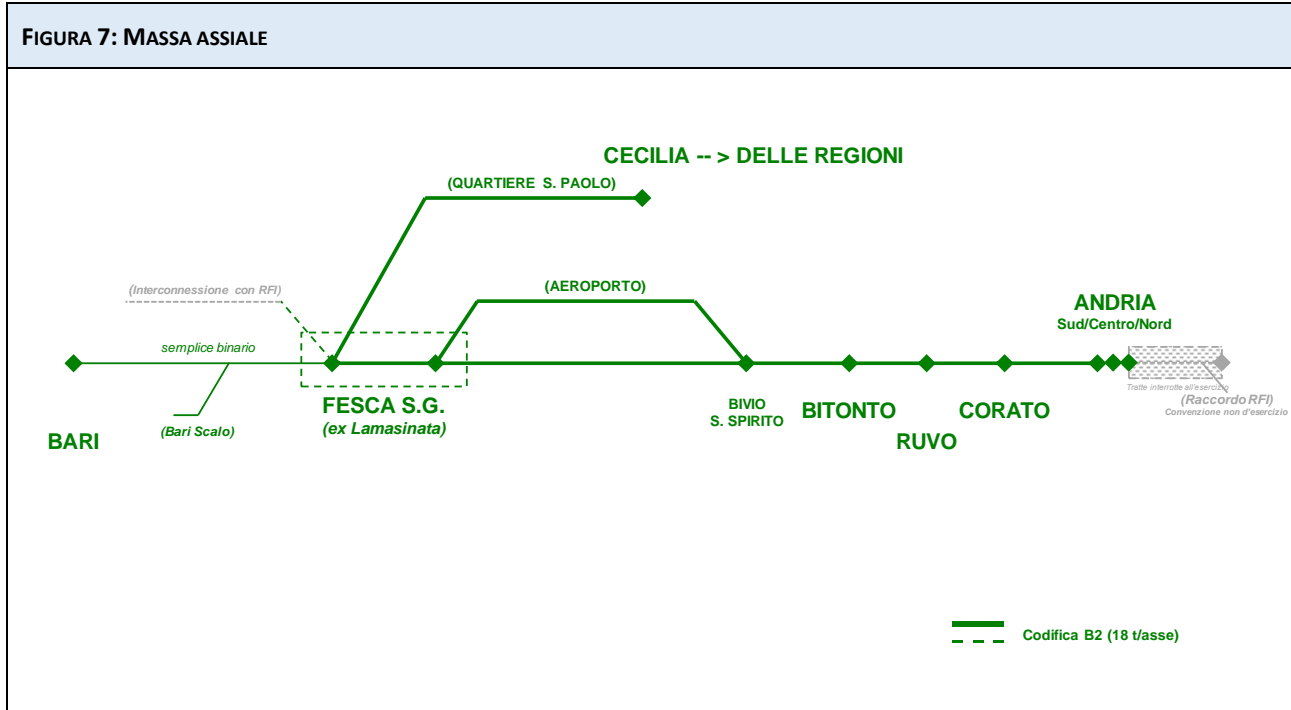 FIGURA 7: MASSA ASSIALE
CECILIA -- > DELLE REGIONI
(QUARTIERE S. PAOLO)
(Interconnessione con RFI)
(AEROPORTO)
ANDRIA
Sud/Centro/Nord
semplice binario
Tratte interrotte all'esercizio
(Raccordo RFI)
Convenzione non d'esercizio
FESCA S.G.
(ex Lamasinata)
BIVIO
S. SPIRITO
BITONTO
CORATO
(Bari Scalo)
BARI
RUVO
Codifica B2 (18 t/asse)